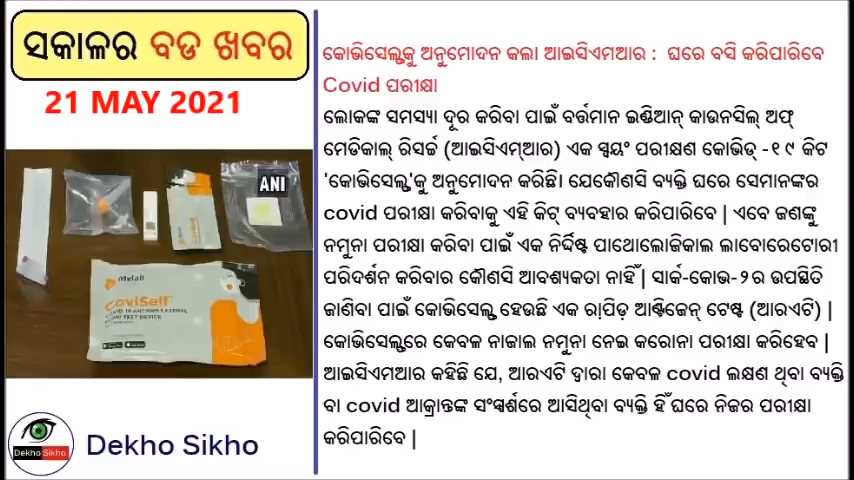 ସକାଳର ବଡ ଖବର
21 MAY 2021
ANI
Mylab
CoviSelf
Dekho Sikho
Dekho Sikho
କୋଭିସେଲ୍ଫକୁ ଅନୁମୋଦନ କଲା ଆଇସିଏମଆର : ଘରେ ବସି କରିପାରିବେ
Covid ପରୀକ୍ଷା
ଲୋକଙ୍କ ସମସ୍ୟା ଦୂର କରିବା ପାଇଁ ବର୍ତ୍ତମାନ ଇଣ୍ଡିଆନ୍ କାଉନସିଲ୍ ଅଫ୍
ମେଡିକାଲ୍ ରିସର୍ଚ୍ଚ (ଆଇସିଏମ୍ଆର) ଏକ ସ୍ୱୟଂ ପରୀକ୍ଷଣ କୋଭିଡ୍ -୧୯ କିଟ
'କୋଭିସେଲ୍ଫ'କୁ ଅନୁମୋଦନ କରିଛି। ଯେକୌଣସି ବ୍ୟକ୍ତି ଘରେ ସେମାନଙ୍କର
covid ପରୀକ୍ଷା କରିବାକୁ ଏହି କିଟ୍ ବ୍ୟବହାର କରିପାରିବେ | ଏବେ ଜଣଙ୍କୁ
ନମୁନା ପରୀକ୍ଷା କରିବା ପାଇଁ ଏକ ନିର୍ଦ୍ଦିଷ୍ଟ ପାଥୋଲୋଜିକାଲ ଲାବୋରେଟୋରୀ
ପରିଦର୍ଶନ କରିବାର କୌଣସି ଆବଶ୍ୟକତା ନାହିଁ | ସାର୍କ-କୋଭ-୨ର ଉପସ୍ଥିତି
ଜାଣିବା ପାଇଁ କୋଭିସେଲ୍ଫ ହେଉଛି ଏକ ରା଼ପିଡ଼ ଆଣ୍ଟିଜେନ୍ ଟେଷ୍ଟ (ଆରଏଟି) |
କୋଭିସେଲ୍ଫରେ କେବଳ ନାଜାଲ ନମୁନା ନେଇ କରୋନା ପରୀକ୍ଷା କରିହେବ |
ଆଇସିଏମଆର କହିଛି ଯେ, ଆରଏଟି ଦ୍ୱାରା କେବଳ covid ଲକ୍ଷଣ ଥିବା ବ୍ୟକ୍ତି
ବା covid ଆକ୍ରାନ୍ତଙ୍କ ସଂସ୍ପର୍ଶରେ ଆସିଥିବା ବ୍ୟକ୍ତି ହିଁ ଘରେ ନିଜର ପରୀକ୍ଷା
କରିପାରିବେ |